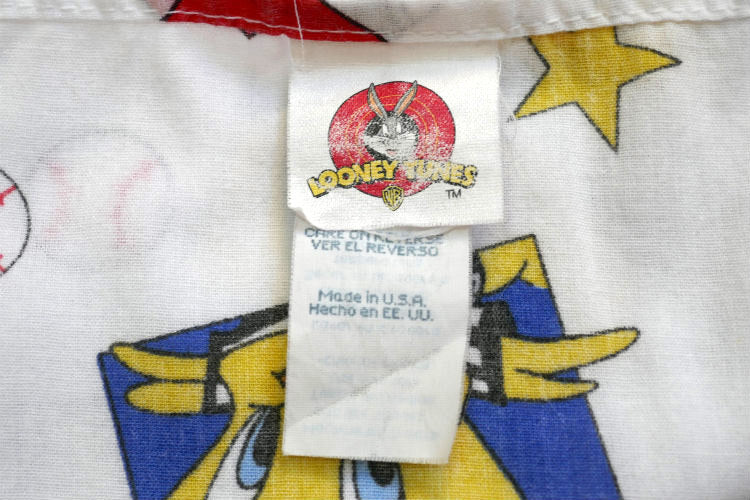 LOONEY TUNES
WB
TM
CARE ON REVERSE
VER EL REVERSO
Made in U.S.A.
Hecho en EE. UU.